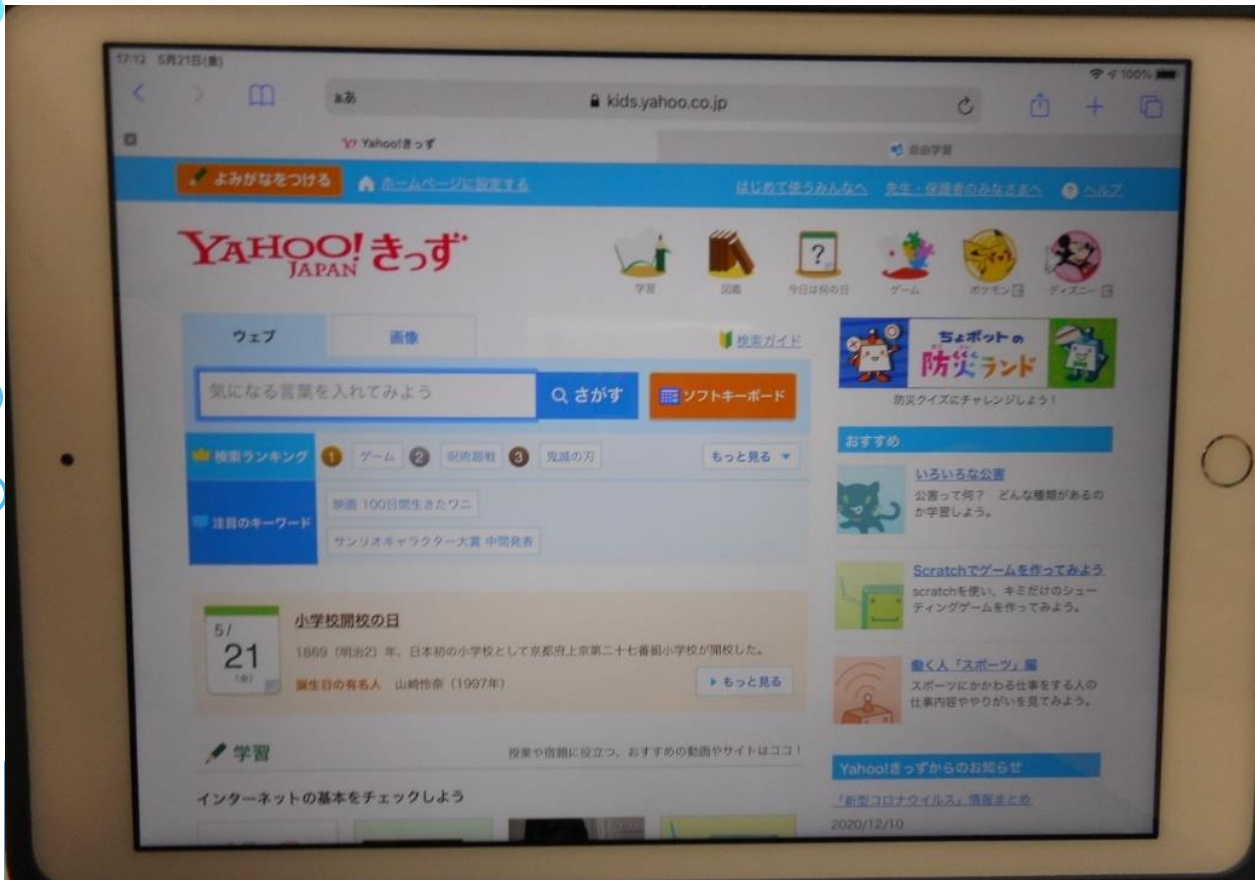 17:12 5月21日(金)
100%
ぁあ
kids.yahoo.co.jp
Yahoo!きっず
自由学習
よみがなをつける
ホームページに設定する
はじめて使うみんなへ
先生・保護者のみなさまへ
? ヘルプ
YAHOO! きっず
JAPAN
学習
図鑑
?
今日は何の日
ゲーム
ポケモン
ディズニー
ウェブ
画像
検索ガイド
気になる言葉を入れてみよう
さがす
ソフトキーボード
検索ランキング
1 ゲーム 2 呪術廻戦 3 鬼滅の刃
もっと見る
注目のキーワード
映画 100日間生きたワニ
サンリオキャラクター大賞 中間発表
5/
21
(金)
小学校開校の日
1869（明治2）年、日本初の小学校として京都府上京第二十七番組小学校が開校した。
誕生日の有名人 山崎怜奈（1997年）
もっと見る
学習
授業や宿題に役立つ、おすすめの動画やサイトはココ！
インターネットの基本をチェックしよう
ちょボットの
防災ランド
防災クイズにチャレンジしよう！
おすすめ
いろいろな公害
公害って何？ どんな種類があるの
か学習しよう。
Scratchでゲームを作ってみよう
scratchを使い、キミだけのシュー
ティングゲームを作ってみよう。
働く人「スポーツ」編
スポーツにかかわる仕事をする人の
仕事内容ややりがいを見てみよう。
Yahoo!きっずからのお知らせ
「新型コロナウイルス」情報まとめ
2020/12/10